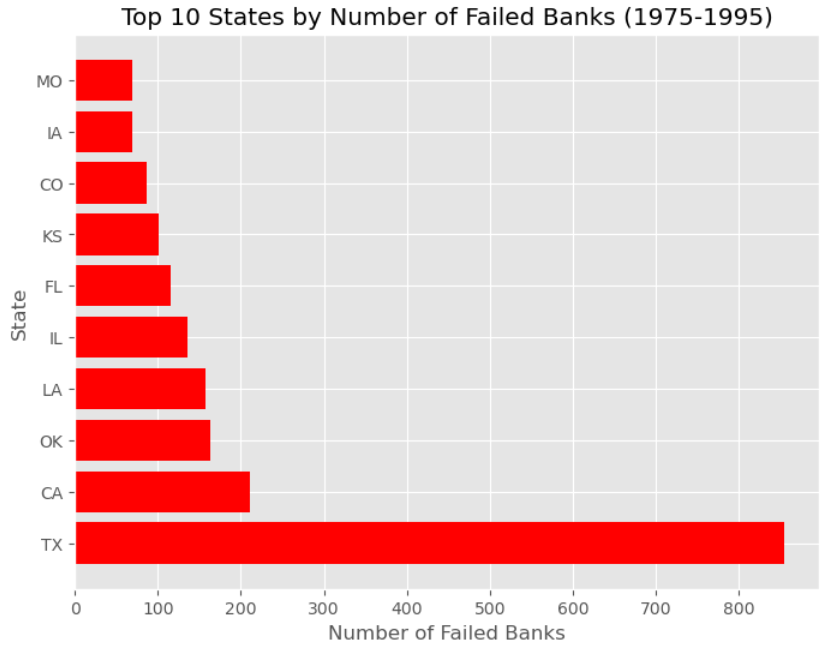 Top 10 States by Number of Failed Banks (1975-1995)
MO
IA
CO
KS
FL
IL
LA
OK
CA
TX
State
0 100 200 300 400 500 600 700 800
Number of Failed Banks